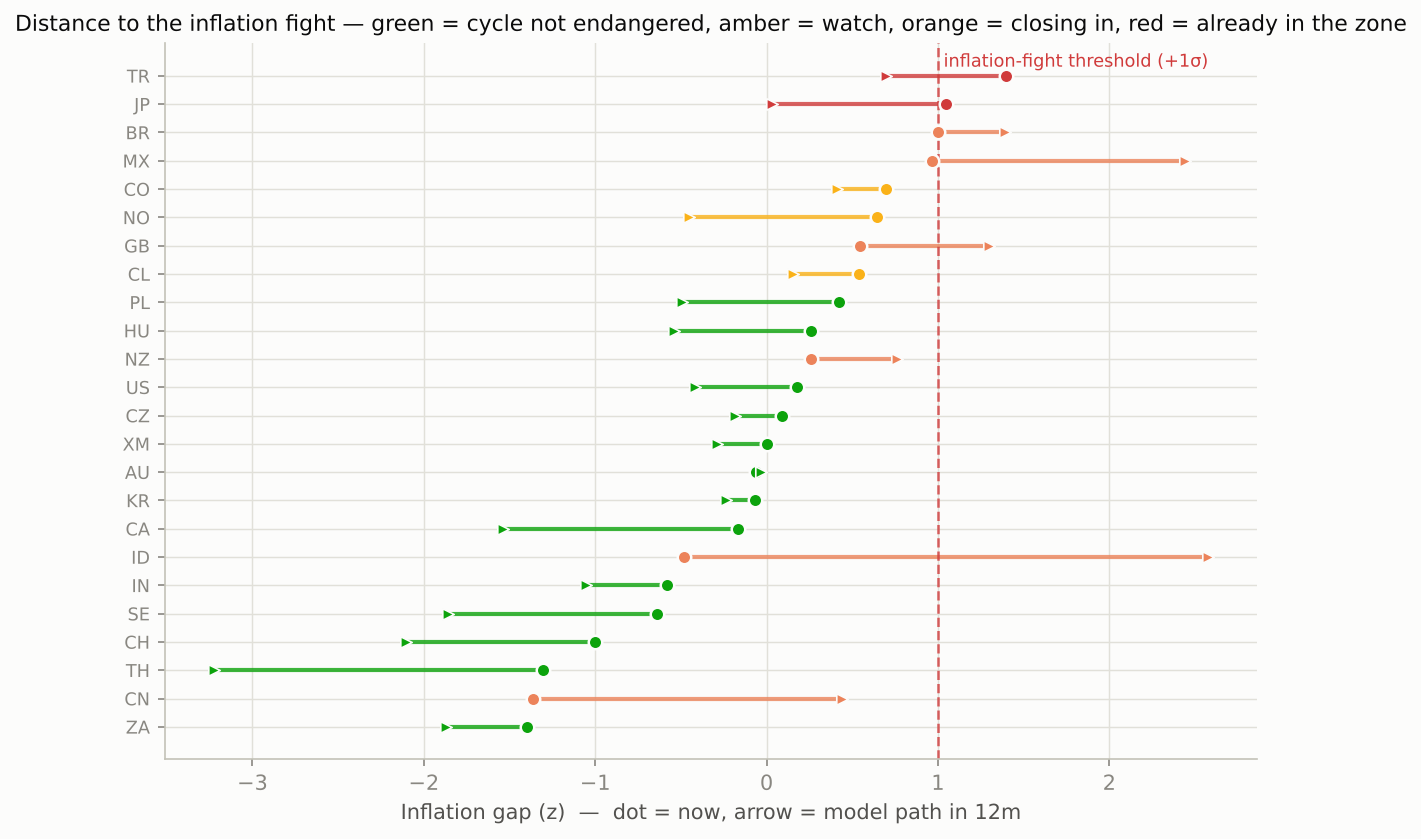 Distance to the inflation fight — green = cycle not endangered, amber = watch, orange = closing in, red = already in the zone
inflation-fight threshold (+1σ)
TR
JP
BR
MX
CO
NO
GB
CL
PL
HU
NZ
US
CZ
XM
AU
KR
CA
ID
IN
SE
CH
TH
CN
ZA
−3 −2 −1 0 1 2
Inflation gap (z) — dot = now, arrow = model path in 12m